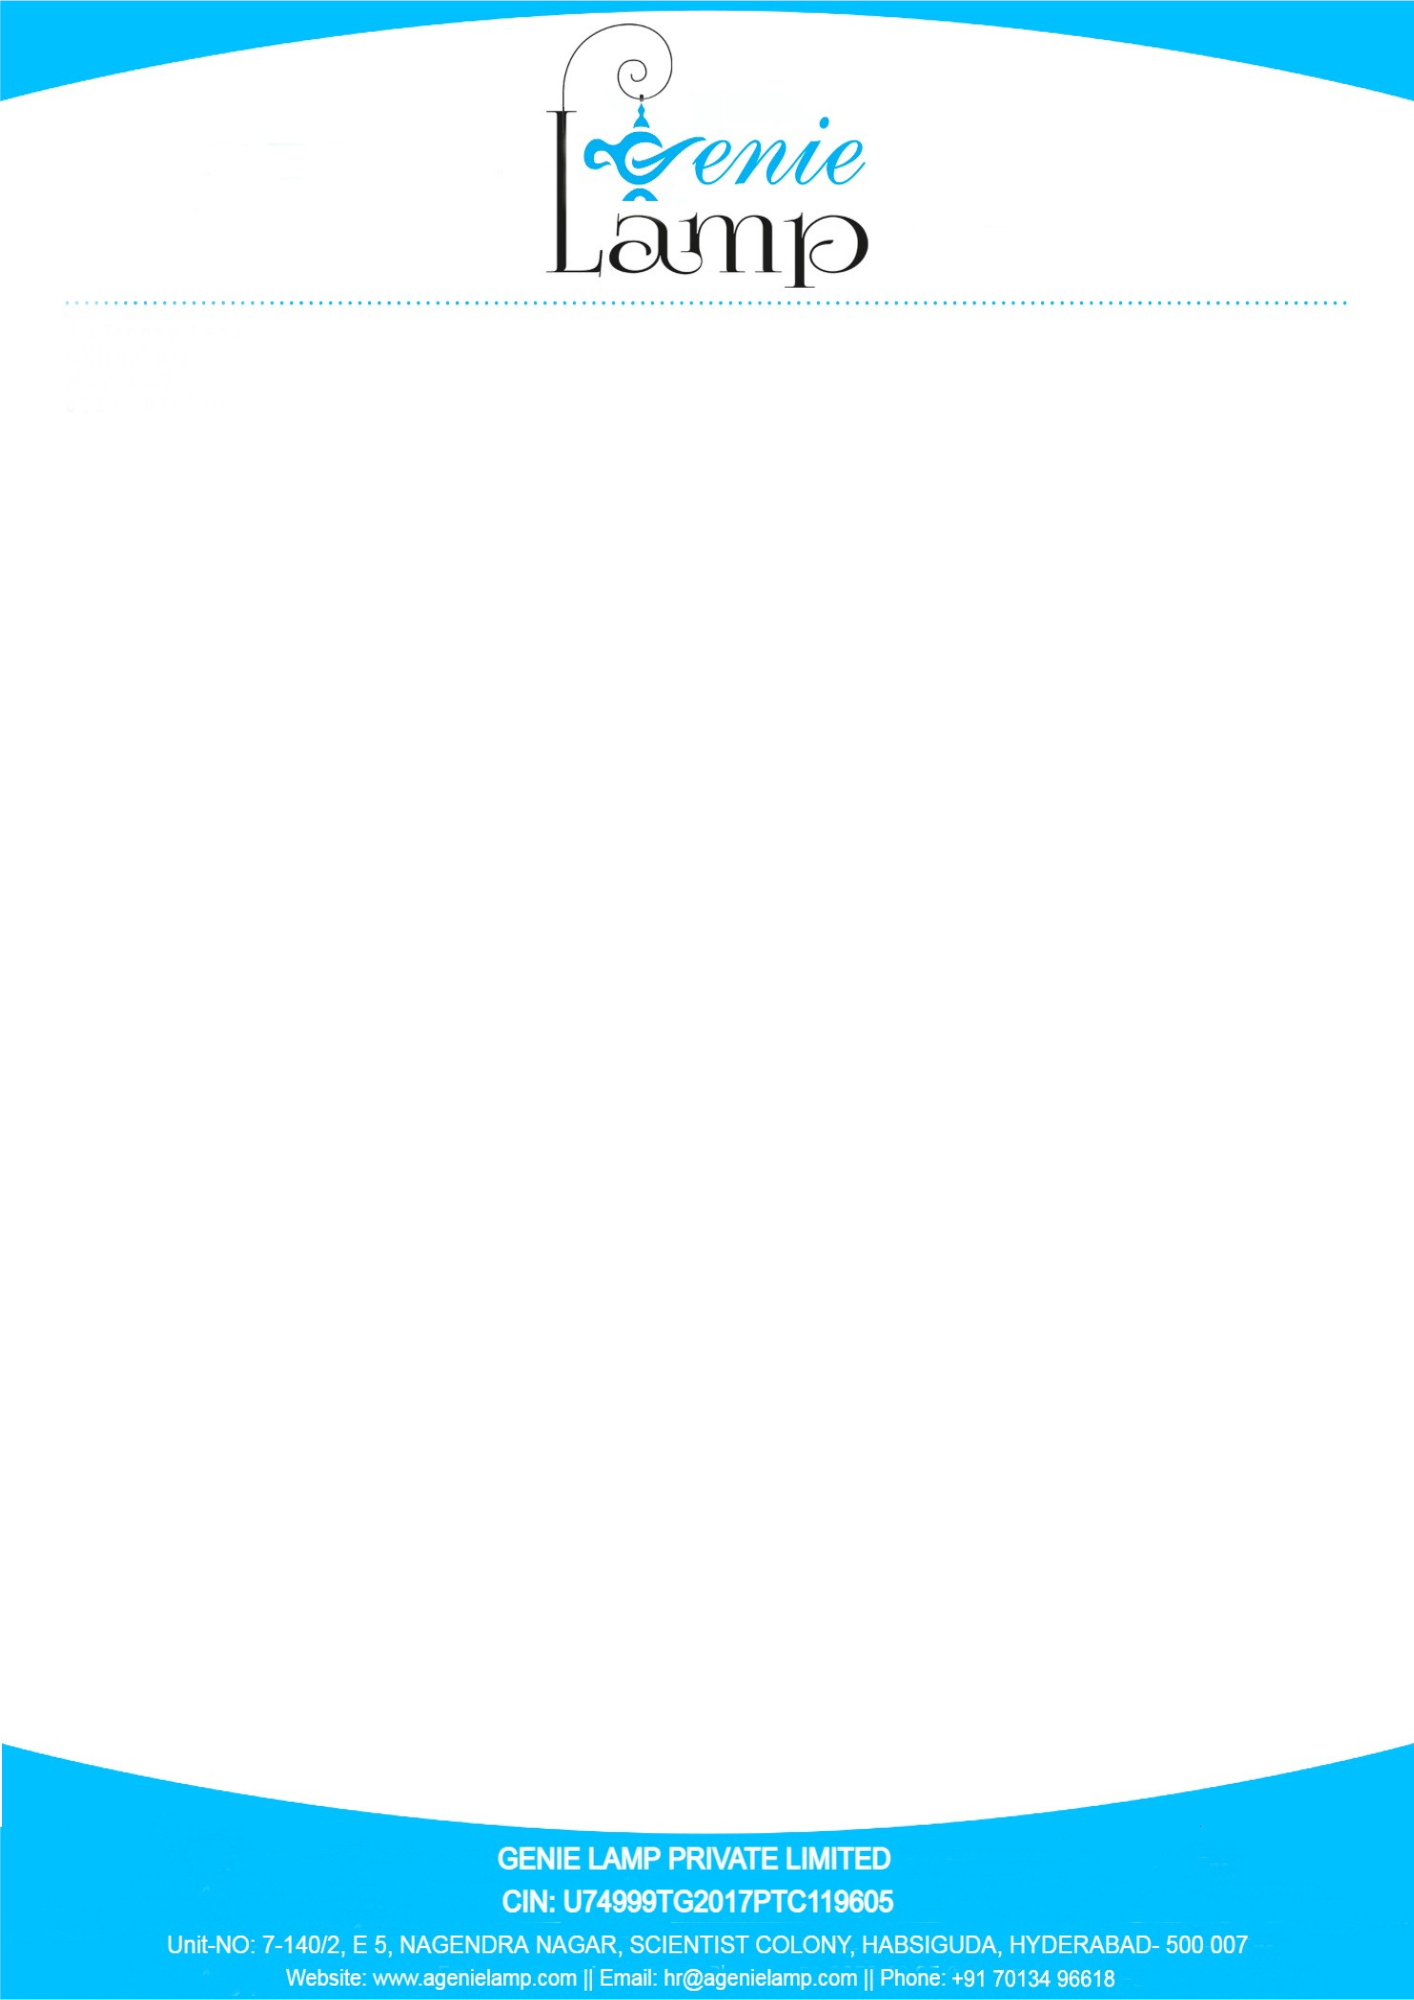 Genie
Lamp
GENIE LAMP PRIVATE LIMITED
CIN: U74999TG2017PTC119605
Unit-NO: 7-140/2, E 5, NAGENDRA NAGAR, SCIENTIST COLONY, HABSIGUDA, HYDERABAD- 500 007
Website: www.agenielamp.com || Email: hr@agenielamp.com || Phone: +91 70134 96618